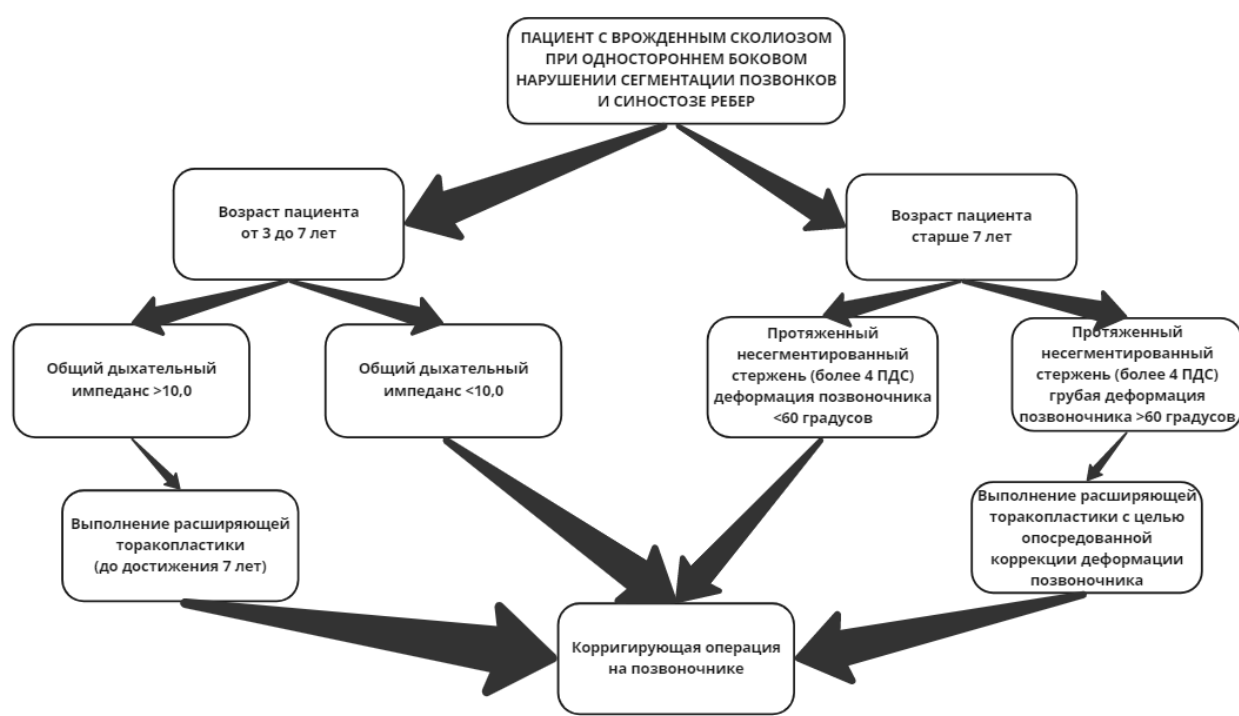 ПАЦИЕНТ С ВРОЖДЕННЫМ СКОЛИОЗОМ
ПРИ ОДНОСТОРОННЕМ БОКОВОМ
НАРУШЕНИИ СЕГМЕНТАЦИИ ПОЗВОНКОВ
И СИНОСТОЗЕ РЕБЕР
Возраст пациента
от 3 до 7 лет
Возраст пациента
старше 7 лет
Общий дыхательный
импеданс >10,0
Общий дыхательный
импеданс <10,0
Протяженный
несегментированный
стержень (более 4 ПДС)
деформация позвоночника
<60 градусов
Протяженный
несегментированный
стержень (более 4 ПДС)
грубая деформация
позвоночника >60 градусов
Выполнение расширяющей
торакопластики
(до достижения 7 лет)
Выполнение расширяющей
торакопластики с целью
опосредованной
коррекции деформации
позвоночника
Корригирующая операция
на позвоночнике